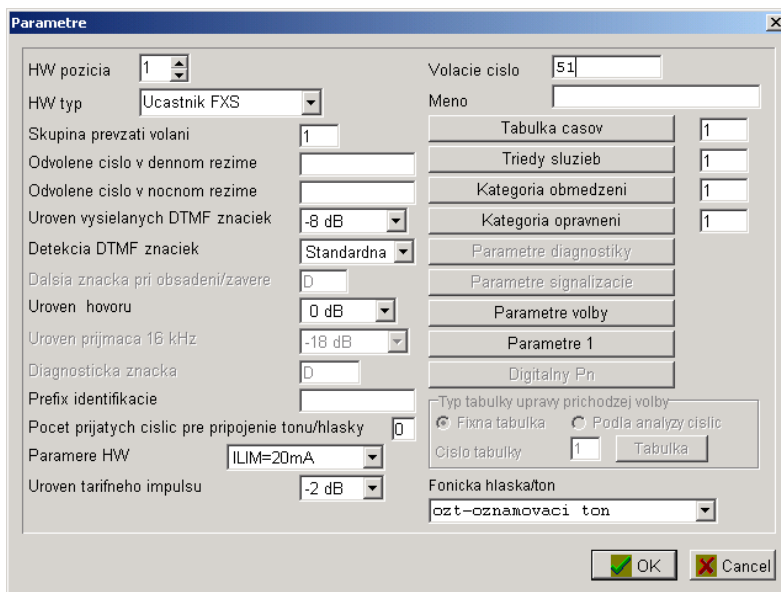 Parametre
HW pozicia 1
HW typ Ucastnik FXS
Skupina prevzati volani 1
Odvolene cislo v dennom rezime
Odvolene cislo v nocnom rezime
Uroven vysielanych DTMF znaciek -8 dB
Detekcia DTMF znaciek Standardna
Dalsia znacka pri obsadeni/zavere D
Uroven hovoru 0 dB
Uroven prijmaca 16 kHz -18 dB
Diagnosticka znacka D
Prefix identifikacie
Pocet prijatych cislic pre pripojenie tonu/hlasky 0
Paramere HW ILIM=20mA
Uroven tarifneho impulsu -2 dB
Volacie cislo 51
Meno
Tabulka casov 1
Triedy sluzieb 1
Kategoria obmedzeni 1
Kategoria opravneni 1
Parametre diagnostiky
Parametre signalizacie
Parametre volby
Parametre 1
Digitalny Pn
Typ tabulky upravy prichodzej volby
Fixna tabulka Podla analyzy cislic
Cislo tabulky 1 Tabulka
Fonicka hlaska/ton
ozt-oznamovaci ton
OK Cancel